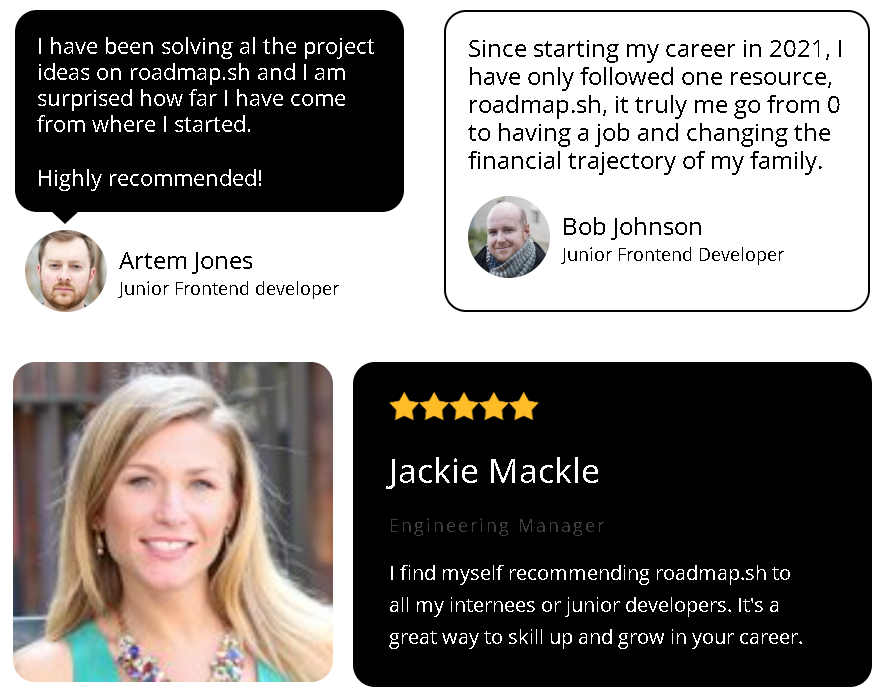 I have been solving al the project
ideas on roadmap.sh and I am
surprised how far I have come
from where I started.
Highly recommended!
Artem Jones
Junior Frontend developer
Since starting my career in 2021, I
have only followed one resource,
roadmap.sh, it truly me go from 0
to having a job and changing the
financial trajectory of my family.
Bob Johnson
Junior Frontend Developer
Jackie Mackle
Engineering Manager
I find myself recommending roadmap.sh to
all my internees or junior developers. It's a
great way to skill up and grow in your career.